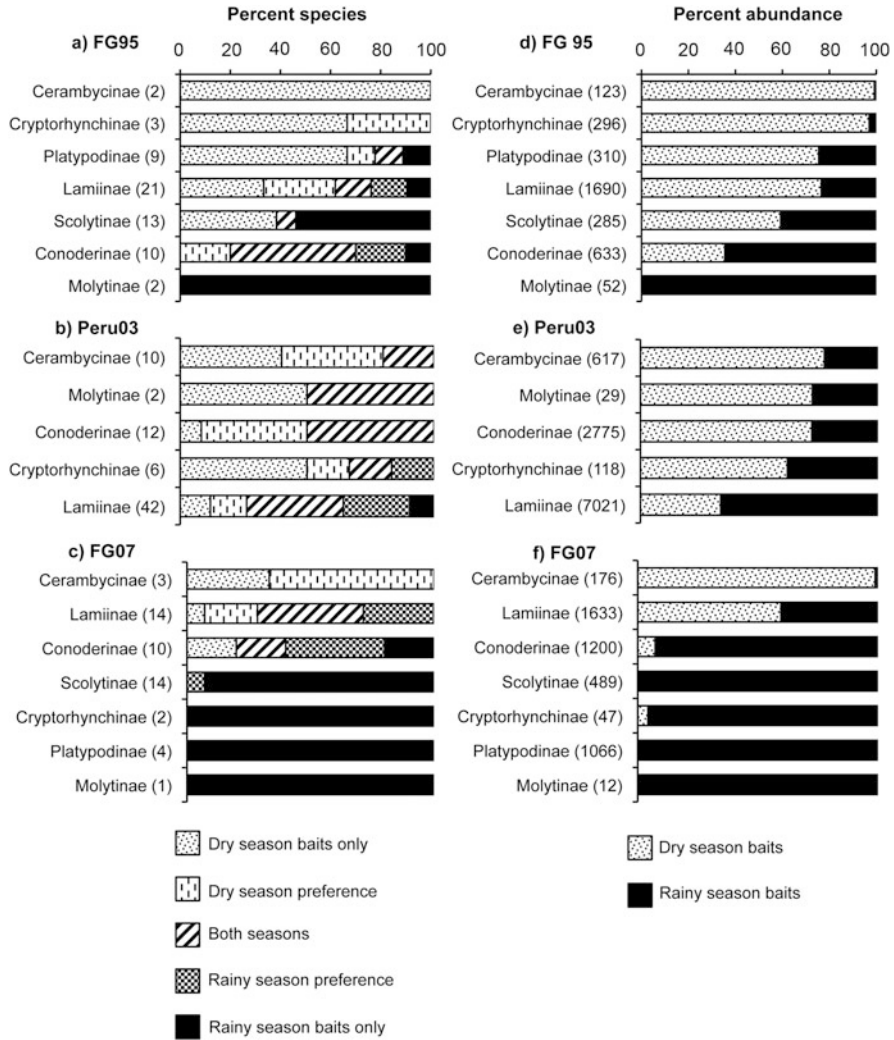 Percent species
a) FG95
0 20 40 60 80 100
Cerambycinae (2)
Cryptorhynchinae (3)
Platypodinae (9)
Lamiinae (21)
Scolytinae (13)
Conoderinae (10)
Molytinae (2)
b) Peru03
Cerambycinae (10)
Molytinae (2)
Conoderinae (12)
Cryptorhynchinae (6)
Lamiinae (42)
c) FG07
Cerambycinae (3)
Lamiinae (14)
Conoderinae (10)
Scolytinae (14)
Cryptorhynchinae (2)
Platypodinae (4)
Molytinae (1)
Dry season baits only
Dry season preference
Both seasons
Rainy season preference
Rainy season baits only
Percent abundance
d) FG 95
0 20 40 60 80 100
Cerambycinae (123)
Cryptorhynchinae (296)
Platypodinae (310)
Lamiinae (1690)
Scolytinae (285)
Conoderinae (633)
Molytinae (52)
e) Peru03
Cerambycinae (617)
Molytinae (29)
Conoderinae (2775)
Cryptorhynchinae (118)
Lamiinae (7021)
f) FG07
Cerambycinae (176)
Lamiinae (1633)
Conoderinae (1200)
Scolytinae (489)
Cryptorhynchinae (47)
Platypodinae (1066)
Molytinae (12)
Dry season baits
Rainy season baits